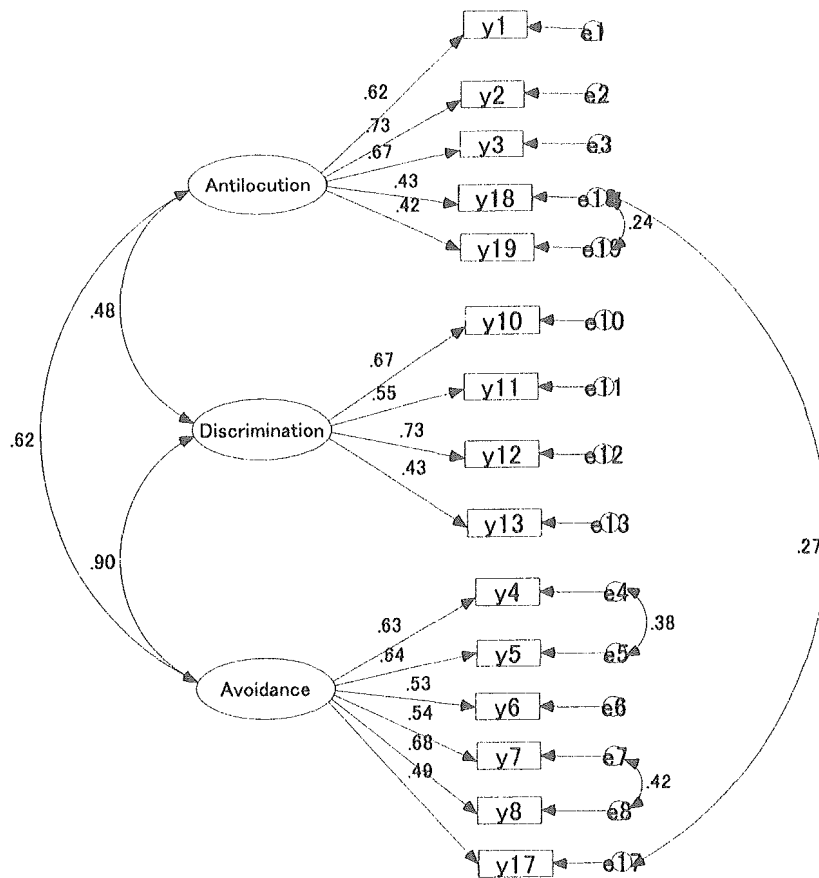 y1 e1
.62
y2 e2
.73
y3 e3
.67
Antilocution
.43
y18 e18
.42
.24
y19 e19
.48
y10 e10
.67
y11 e11
.55
Discrimination
.73
y12 e12
.62
.43
y13 e13
.27
.90
y4 e4
.63
.38
.64
y5 e5
Avoidance
.53
y6 e6
.54
y7 e7
.68
.42
.49
y8 e8
y17 e17